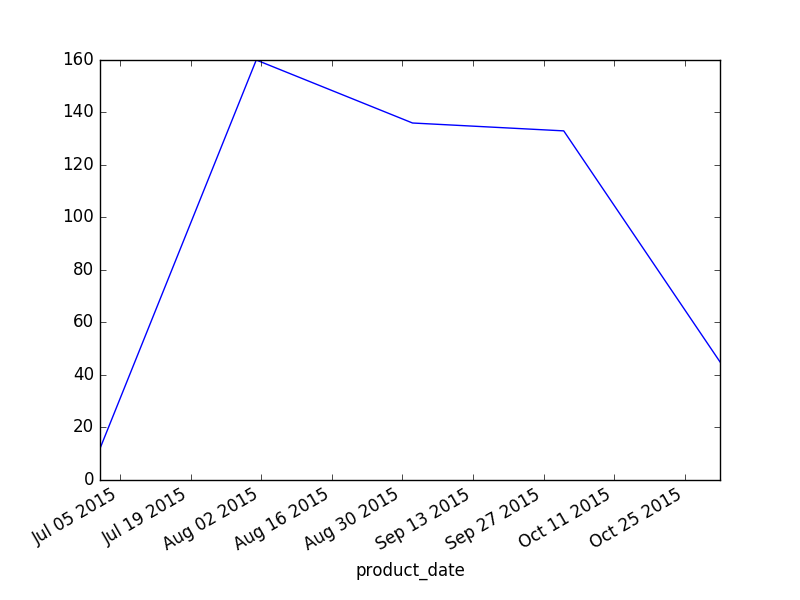 160
140
120
100
80
60
40
20
0
Jul 05 2015
Jul 19 2015
Aug 02 2015
Aug 16 2015
Aug 30 2015
Sep 13 2015
Sep 27 2015
Oct 11 2015
Oct 25 2015
product_date